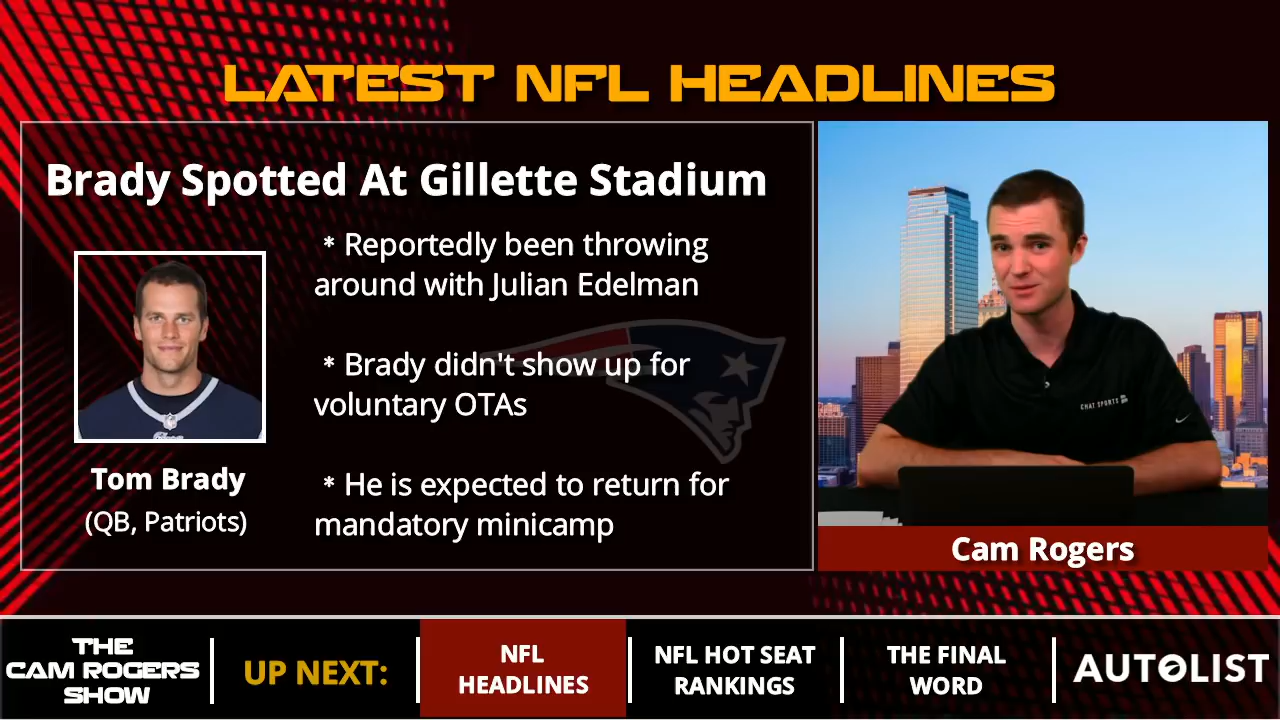 LATEST NFL HEADLINES
Brady Spotted At Gillette Stadium
* Reportedly been throwing
around with Julian Edelman
* Brady didn't show up for
voluntary OTAs
* He is expected to return for
mandatory minicamp
Tom Brady
(QB, Patriots)
CHAT SPORTS
Cam Rogers
THE
CAM ROGERS
SHOW
UP NEXT:
NFL
HEADLINES
NFL HOT SEAT
RANKINGS
THE FINAL
WORD
AUTOLIST